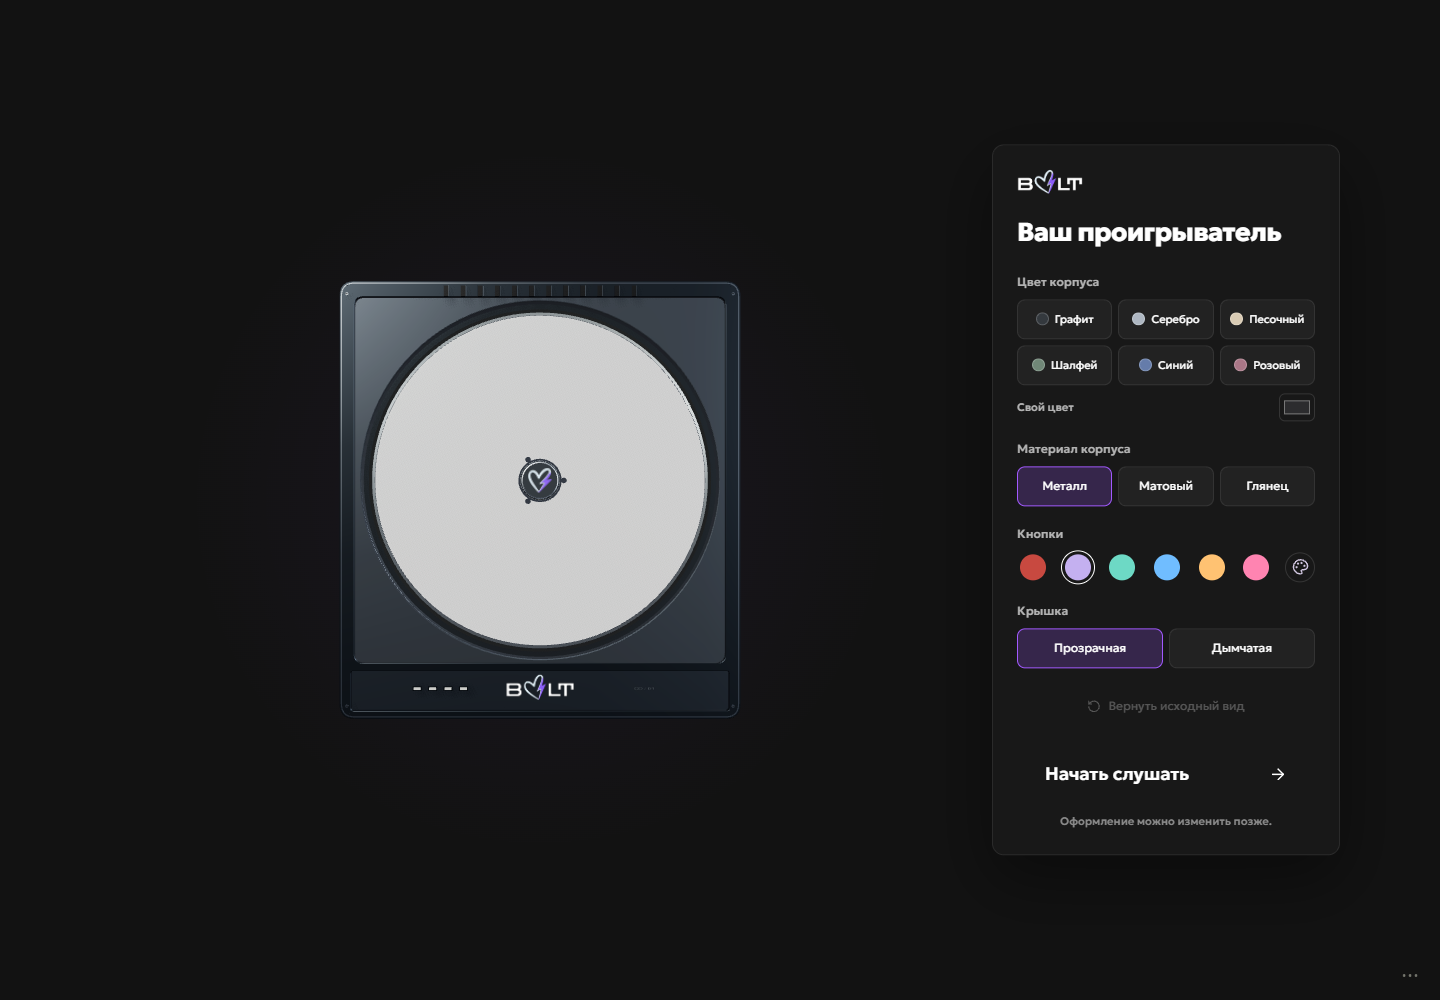 BOLT
Ваш проигрыватель
Цвет корпуса
Графит
Серебро
Песочный
Шалфей
Синий
Розовый
Свой цвет
Материал корпуса
Металл
Матовый
Глянец
Кнопки
Крышка
Прозрачная
Дымчатая
Вернуть исходный вид
Начать слушать
Оформление можно изменить позже.
BOLT